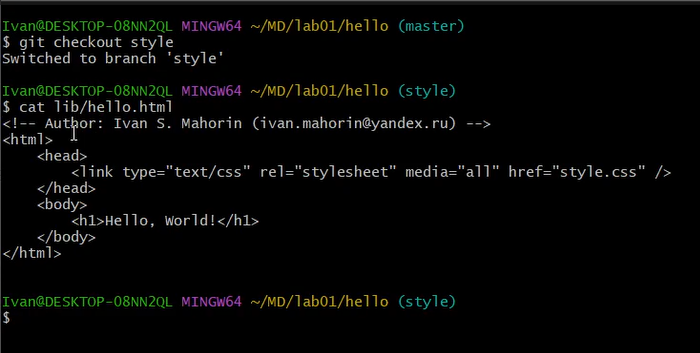 Ivan@DESKTOP-08NN2QL MINGW64 ~/MD/lab01/hello (master)
$ git checkout style
Switched to branch 'style'
Ivan@DESKTOP-08NN2QL MINGW64 ~/MD/lab01/hello (style)
$ cat lib/hello.html
<!-- Author: Ivan S. Mahorin (ivan.mahorin@yandex.ru) -->
<html>
    <head>
        <link type="text/css" rel="stylesheet" media="all" href="style.css" />
    </head>
    <body>
        <h1>Hello, World!</h1>
    </body>
</html>
Ivan@DESKTOP-08NN2QL MINGW64 ~/MD/lab01/hello (style)
$